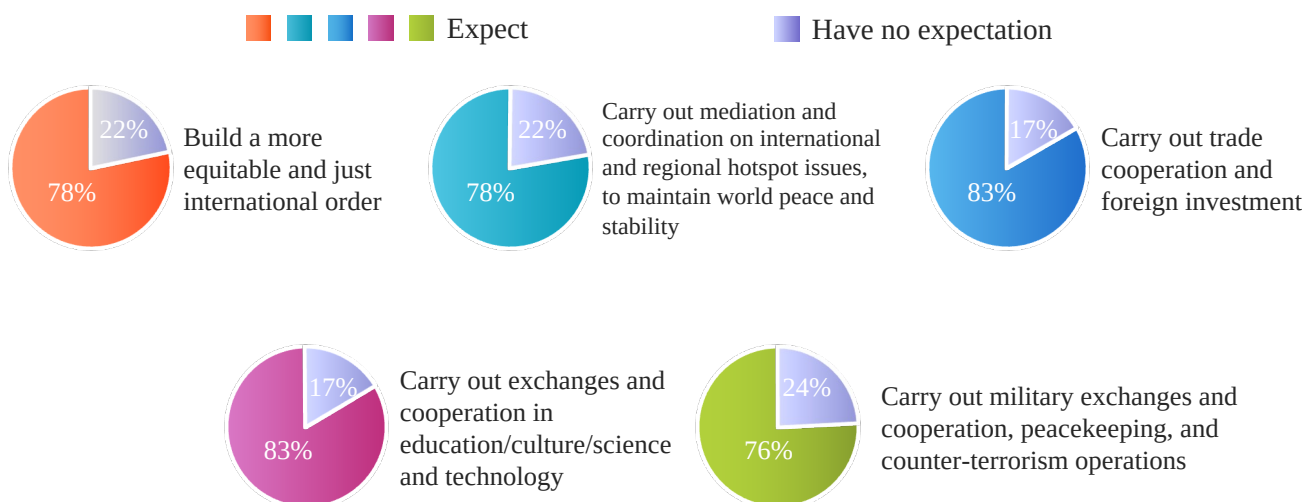 Expect
Have no expectation
22%
78%
Build a more
equitable and just
international order
22%
78%
Carry out mediation and
coordination on international
and regional hotspot issues,
to maintain world peace and
stability
17%
83%
Carry out trade
cooperation and
foreign investment
17%
83%
Carry out exchanges and
cooperation in
education/culture/science
and technology
24%
76%
Carry out military exchanges and
cooperation, peacekeeping, and
counter-terrorism operations